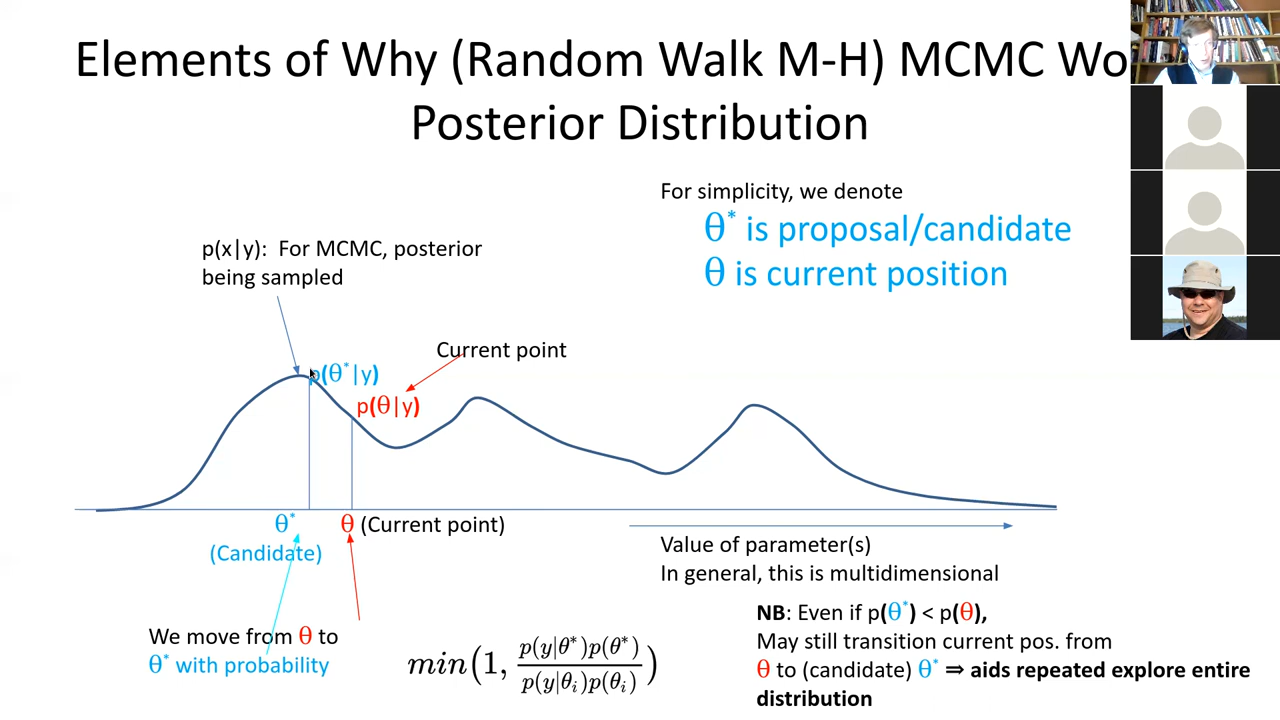 Elements of Why (Random Walk M-H) MCMC Wo
Posterior Distribution
For simplicity, we denote
θ* is proposal/candidate
θ is current position
p(x|y): For MCMC, posterior
being sampled
Current point
p(θ*|y)
p(θ|y)
θ*
(Candidate)
θ (Current point)
Value of parameter(s)
In general, this is multidimensional
We move from θ to
θ* with probability
min(1, p(y|θ*)p(θ*) / p(y|θᵢ)p(θᵢ))
NB: Even if p(θ*) < p(θ),
May still transition current pos. from
θ to (candidate) θ* ⇒ aids repeated explore entire
distribution